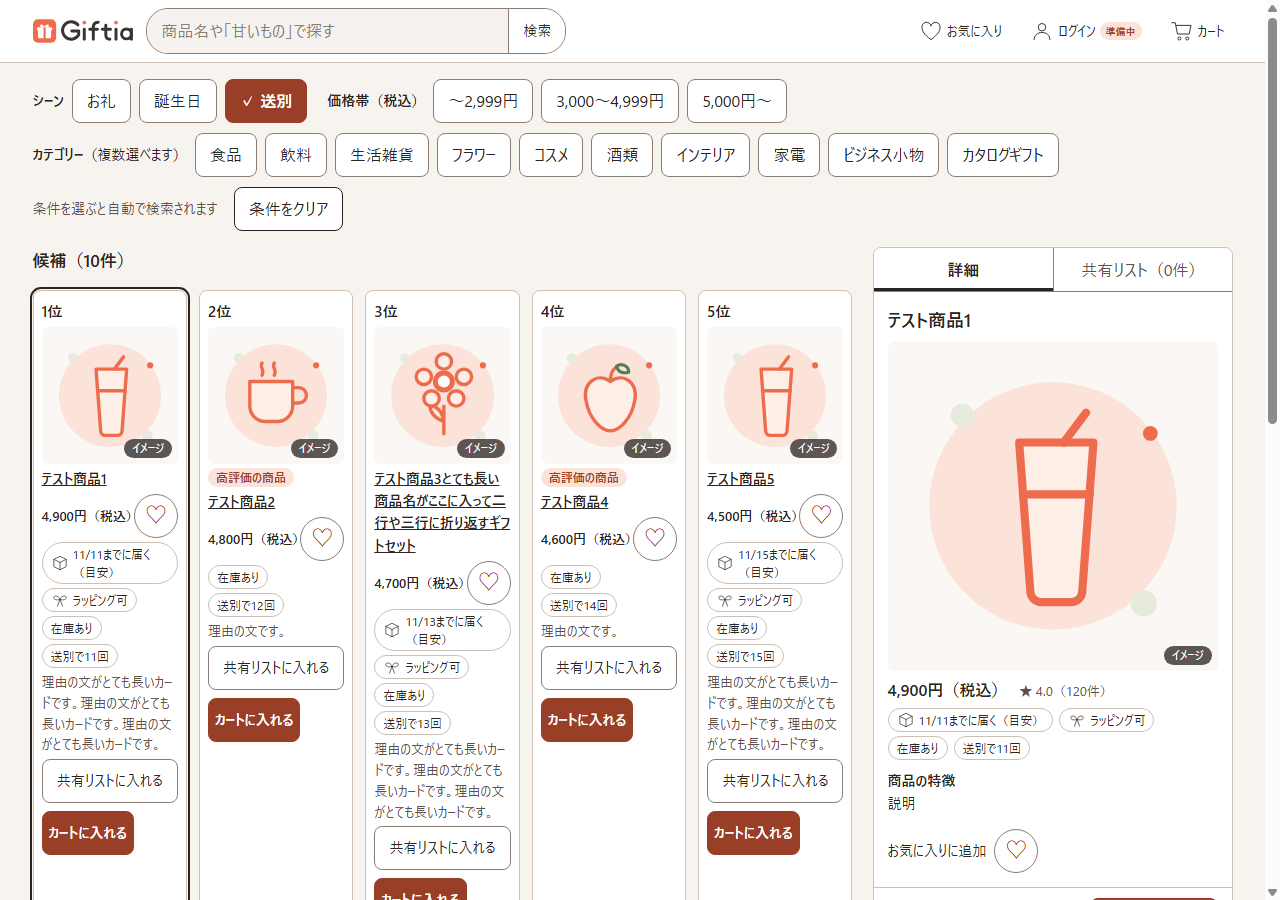 Giftia
商品名や「甘いもの」で探す
検索
お気に入り
ログイン 準備中
カート
シーン お礼 誕生日 ✓ 送別 価格帯（税込） ～2,999円 3,000～4,999円 5,000円～
カテゴリー（複数選べます） 食品 飲料 生活雑貨 フラワー コスメ 酒類 インテリア 家電 ビジネス小物 カタログギフト
条件を選ぶと自動で検索されます 条件をクリア
候補（10件）
1位
イメージ
テスト商品1
4,900円（税込）
11/11までに届く
（目安）
ラッピング可
在庫あり
送別で11回
理由の文がとても長いカー
ドです。理由の文がとても
長いカードです。理由の文
がとても長いカードです。
共有リストに入れる
カートに入れる
2位
イメージ
高評価の商品
テスト商品2
4,800円（税込）
在庫あり
送別で12回
理由の文です。
共有リストに入れる
カートに入れる
3位
イメージ
テスト商品3とても長い
商品名がここに入って二
行や三行に折り返すギフ
トセット
4,700円（税込）
11/13までに届く
（目安）
ラッピング可
在庫あり
送別で13回
理由の文がとても長いカー
ドです。理由の文がとても
長いカードです。理由の文
がとても長いカードです。
共有リストに入れる
カートに入れる
4位
イメージ
高評価の商品
テスト商品4
4,600円（税込）
在庫あり
送別で14回
理由の文です。
共有リストに入れる
カートに入れる
5位
イメージ
テスト商品5
4,500円（税込）
11/15までに届く
（目安）
ラッピング可
在庫あり
送別で15回
理由の文がとても長いカー
ドです。理由の文がとても
長いカードです。理由の文
がとても長いカードです。
共有リストに入れる
カートに入れる
詳細
共有リスト（0件）
テスト商品1
イメージ
4,900円（税込） ★ 4.0（120件）
11/11までに届く（目安） ラッピング可
在庫あり 送別で11回
商品の特徴
説明
お気に入りに追加